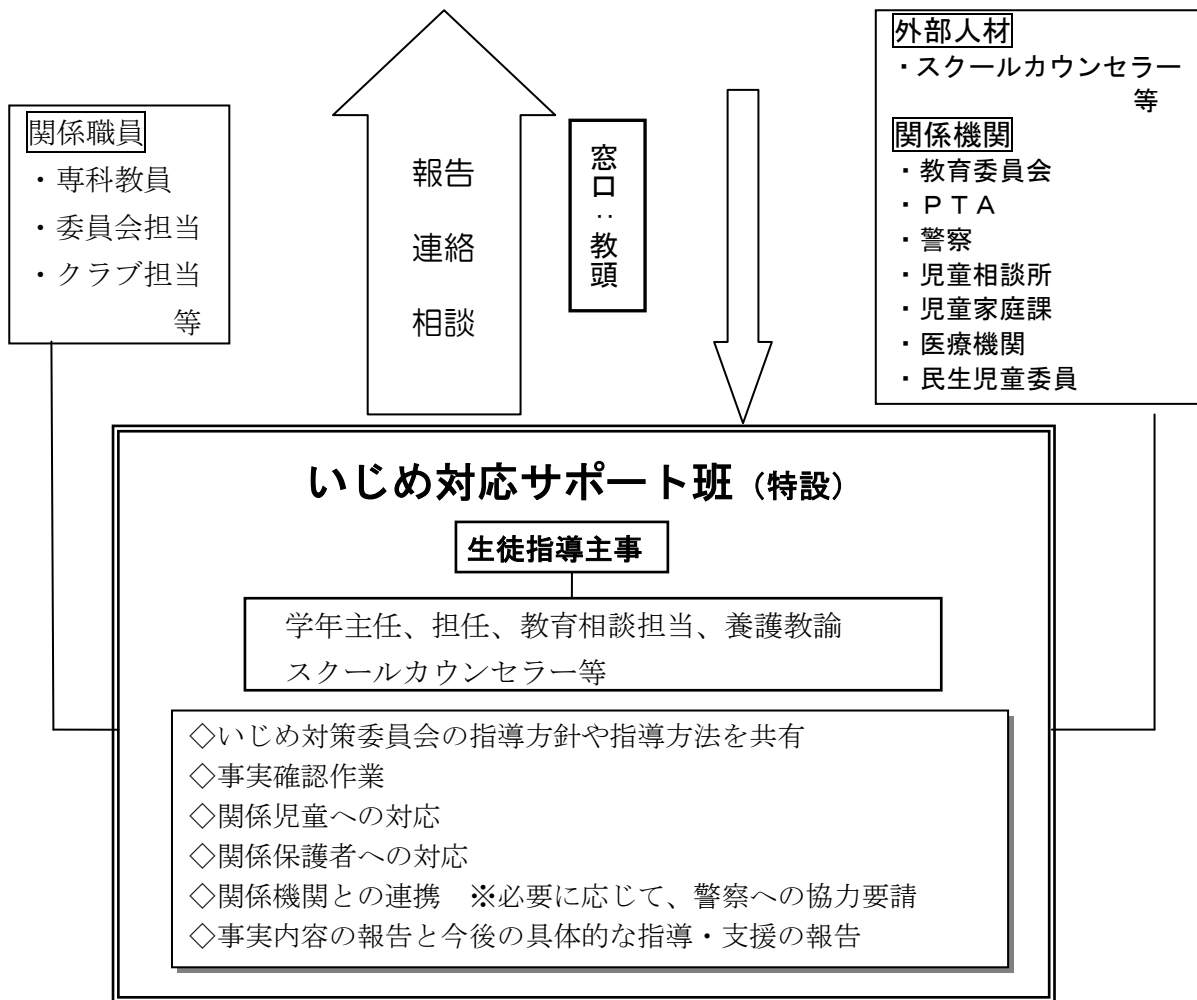 関係職員
・専科教員
・委員会担当
・クラブ担当
等
報告
連絡
相談
窓口：教頭
外部人材
・スクールカウンセラー
等
関係機関
・教育委員会
・ＰＴＡ
・警察
・児童相談所
・児童家庭課
・医療機関
・民生児童委員
いじめ対応サポート班（特設）
生徒指導主事
学年主任、担任、教育相談担当、養護教諭
スクールカウンセラー等
◇いじめ対策委員会の指導方針や指導方法を共有
◇事実確認作業
◇関係児童への対応
◇関係保護者への対応
◇関係機関との連携　※必要に応じて、警察への協力要請
◇事実内容の報告と今後の具体的な指導・支援の報告